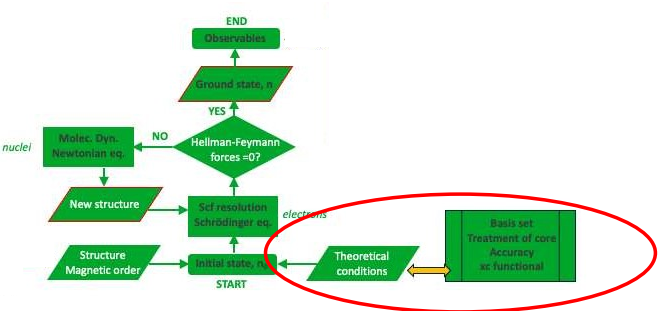 END
Observables
Ground state, n
YES
Hellman-Feymann
forces =0?
NO
Molec. Dyn.
Newtonian eq.
nuclei
New structure
Scf resolution
Schrödinger eq.
electrons
Structure
Magnetic order
Initial state, n
START
Theoretical
conditions
Basis set
Treatment of core
Accuracy
xc functional